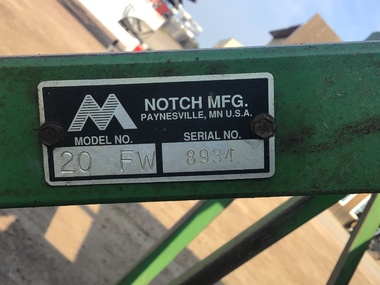 NOTCH MFG.
PAYNESVILLE, MN U.S.A.
MODEL NO. SERIAL NO.
20 FW 8934